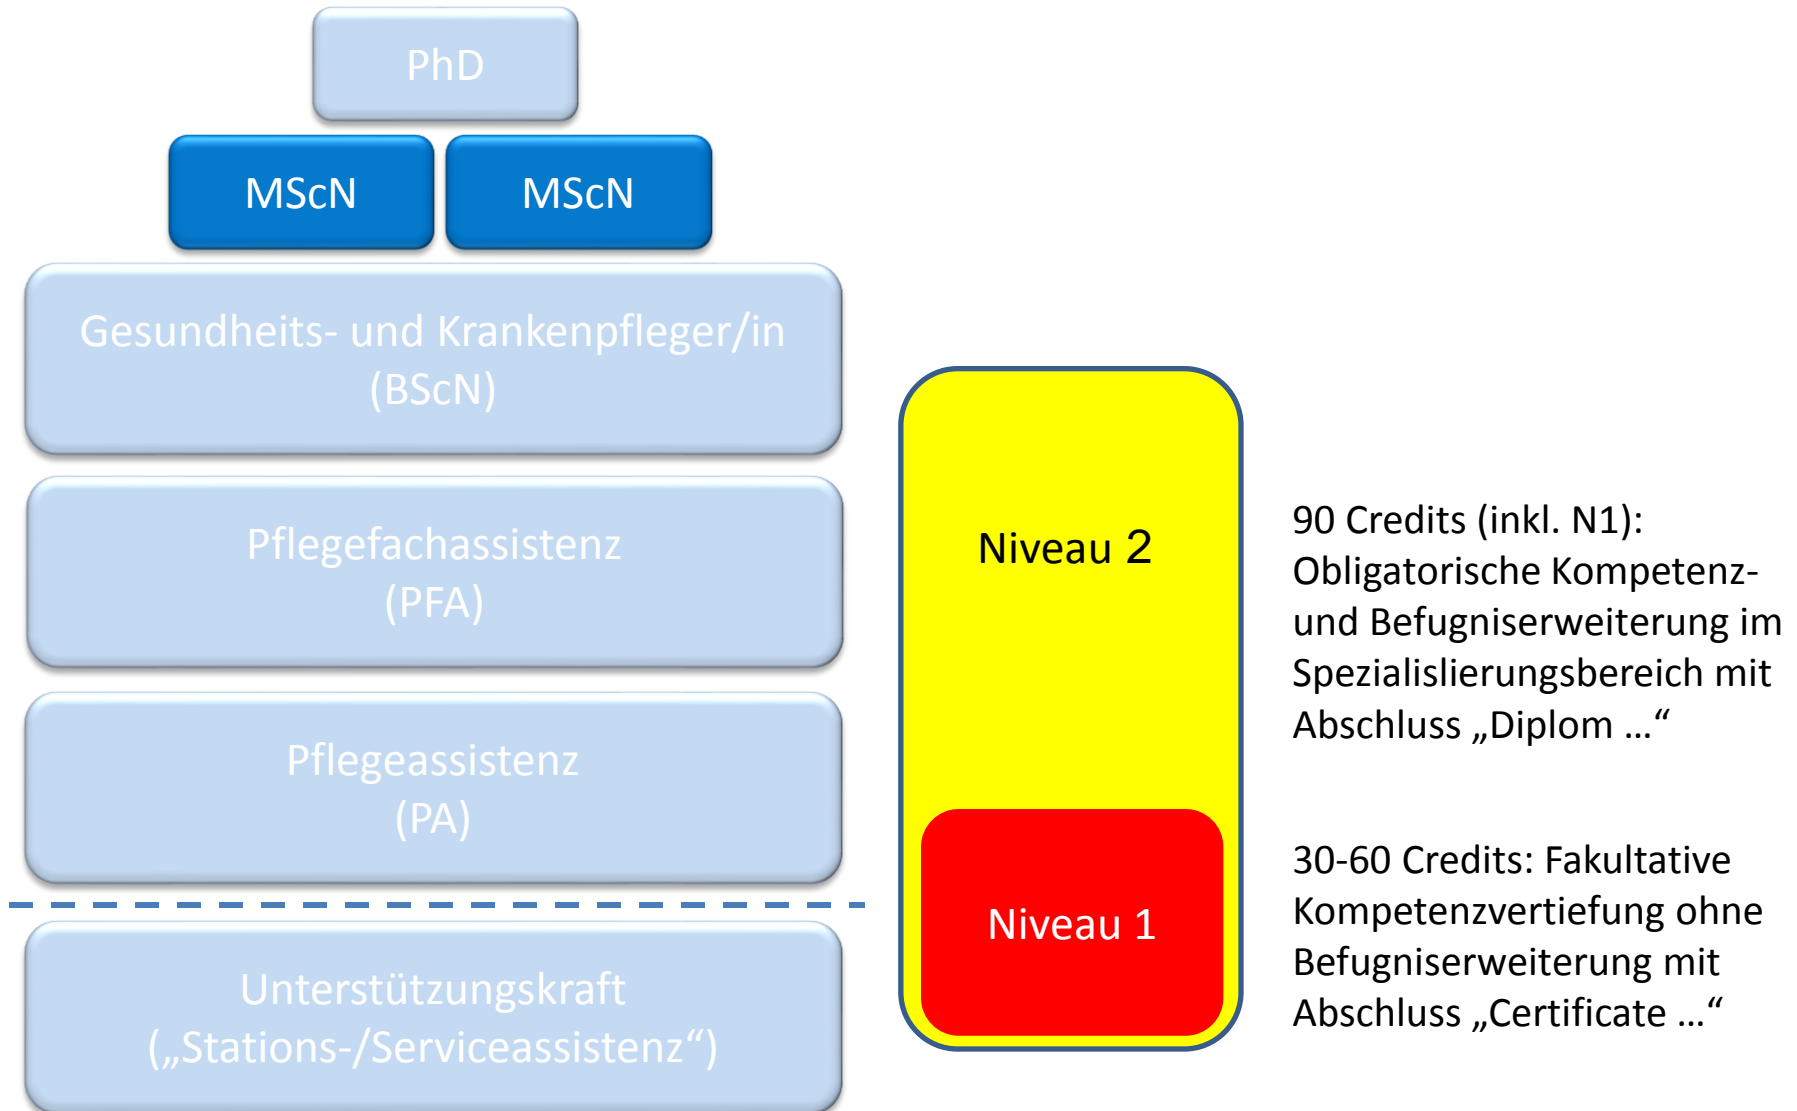 PhD
MScN
MScN
Gesundheits- und Krankenpfleger/in
(BScN)
Pflegefachassistenz
(PFA)
Pflegeassistenz
(PA)
Unterstützungskraft
(„Stations-/Serviceassistenz“)
Niveau 2
Niveau 1
90 Credits (inkl. N1):
Obligatorische Kompetenz-
und Befugniserweiterung im
Spezialislierungsbereich mit
Abschluss „Diplom …“
30-60 Credits: Fakultative
Kompetenzvertiefung ohne
Befugniserweiterung mit
Abschluss „Certificate …“